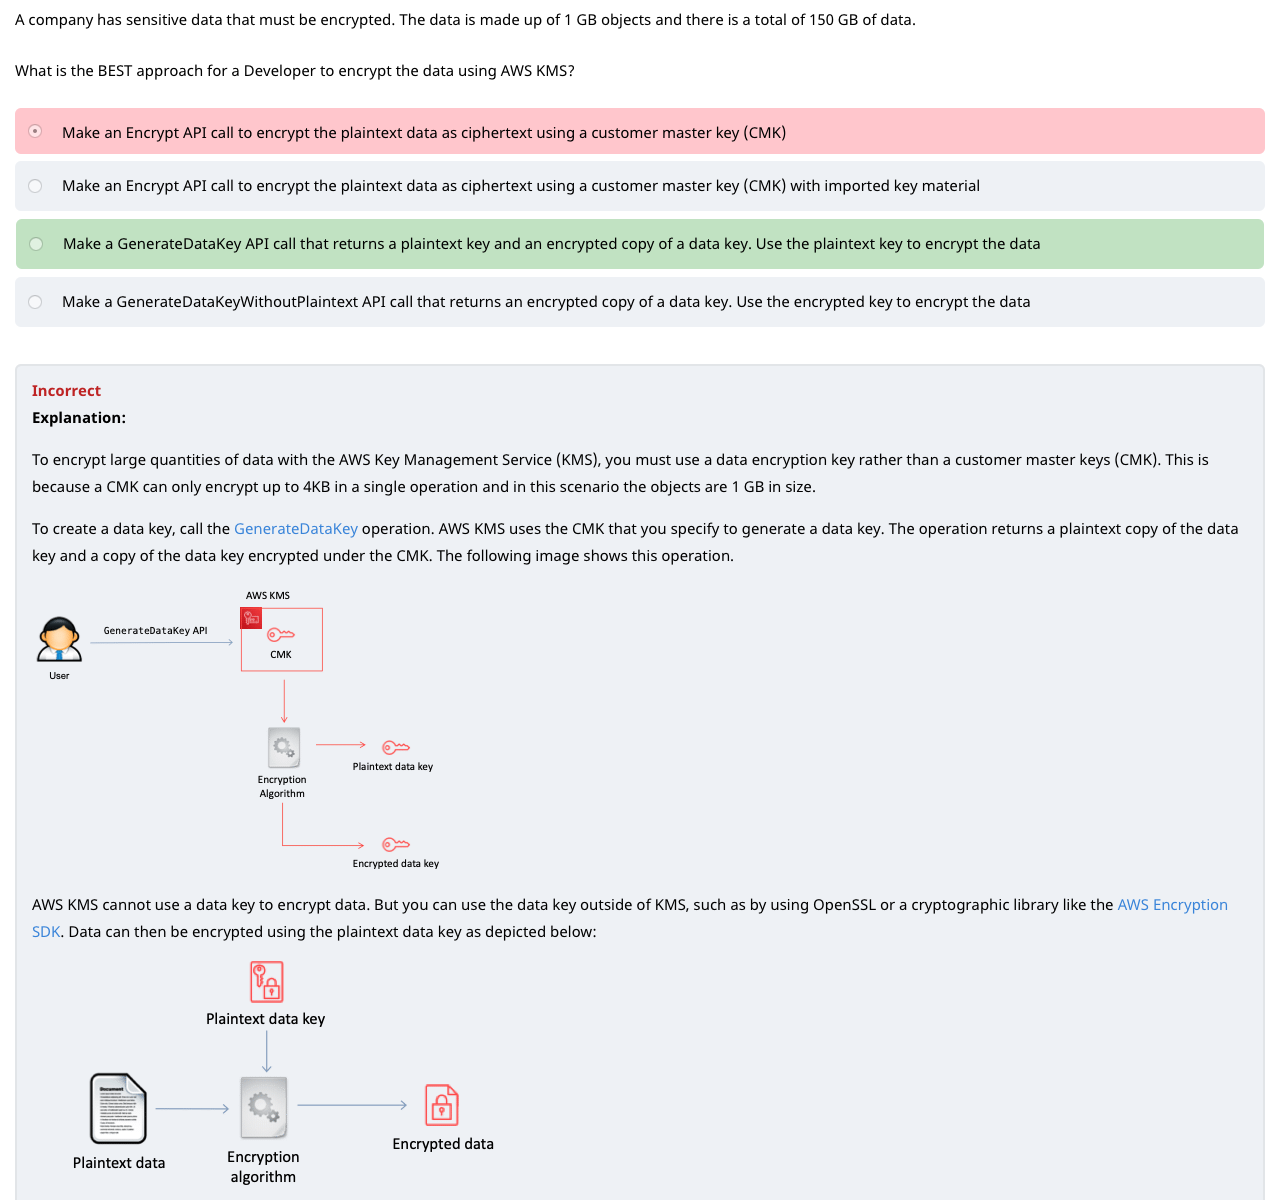 A company has sensitive data that must be encrypted. The data is made up of 1 GB objects and there is a total of 150 GB of data.
What is the BEST approach for a Developer to encrypt the data using AWS KMS?
Make an Encrypt API call to encrypt the plaintext data as ciphertext using a customer master key (CMK)
Make an Encrypt API call to encrypt the plaintext data as ciphertext using a customer master key (CMK) with imported key material
Make a GenerateDataKey API call that returns a plaintext key and an encrypted copy of a data key. Use the plaintext key to encrypt the data
Make a GenerateDataKeyWithoutPlaintext API call that returns an encrypted copy of a data key. Use the encrypted key to encrypt the data
Incorrect
Explanation:
To encrypt large quantities of data with the AWS Key Management Service (KMS), you must use a data encryption key rather than a customer master keys (CMK). This is
because a CMK can only encrypt up to 4KB in a single operation and in this scenario the objects are 1 GB in size.
To create a data key, call the GenerateDataKey operation. AWS KMS uses the CMK that you specify to generate a data key. The operation returns a plaintext copy of the data
key and a copy of the data key encrypted under the CMK. The following image shows this operation.
AWS KMS
GenerateDataKey API
CMK
User
Plaintext data key
Encryption
Algorithm
Encrypted data key
AWS KMS cannot use a data key to encrypt data. But you can use the data key outside of KMS, such as by using OpenSSL or a cryptographic library like the AWS Encryption
SDK. Data can then be encrypted using the plaintext data key as depicted below:
Plaintext data key
Document
Encrypted data
Plaintext data
Encryption
algorithm